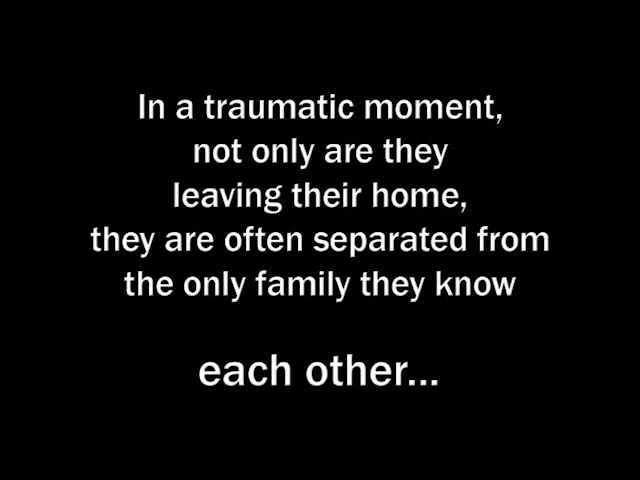 In a traumatic moment,
not only are they
leaving their home,
they are often separated from
the only family they know
each other...